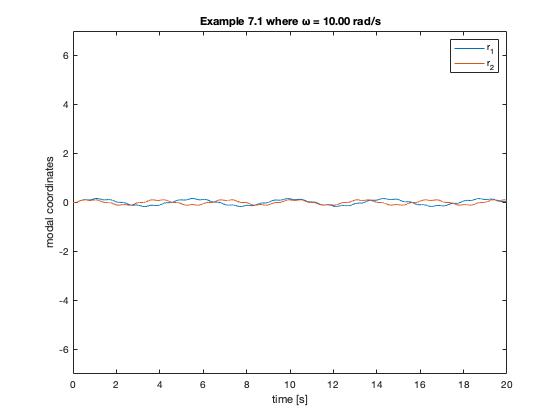 Example 7.1 where ω = 10.00 rad/s
r1
r2
6
4
2
0
-2
-4
-6
modal coordinates
0 2 4 6 8 10 12 14 16 18 20
time [s]